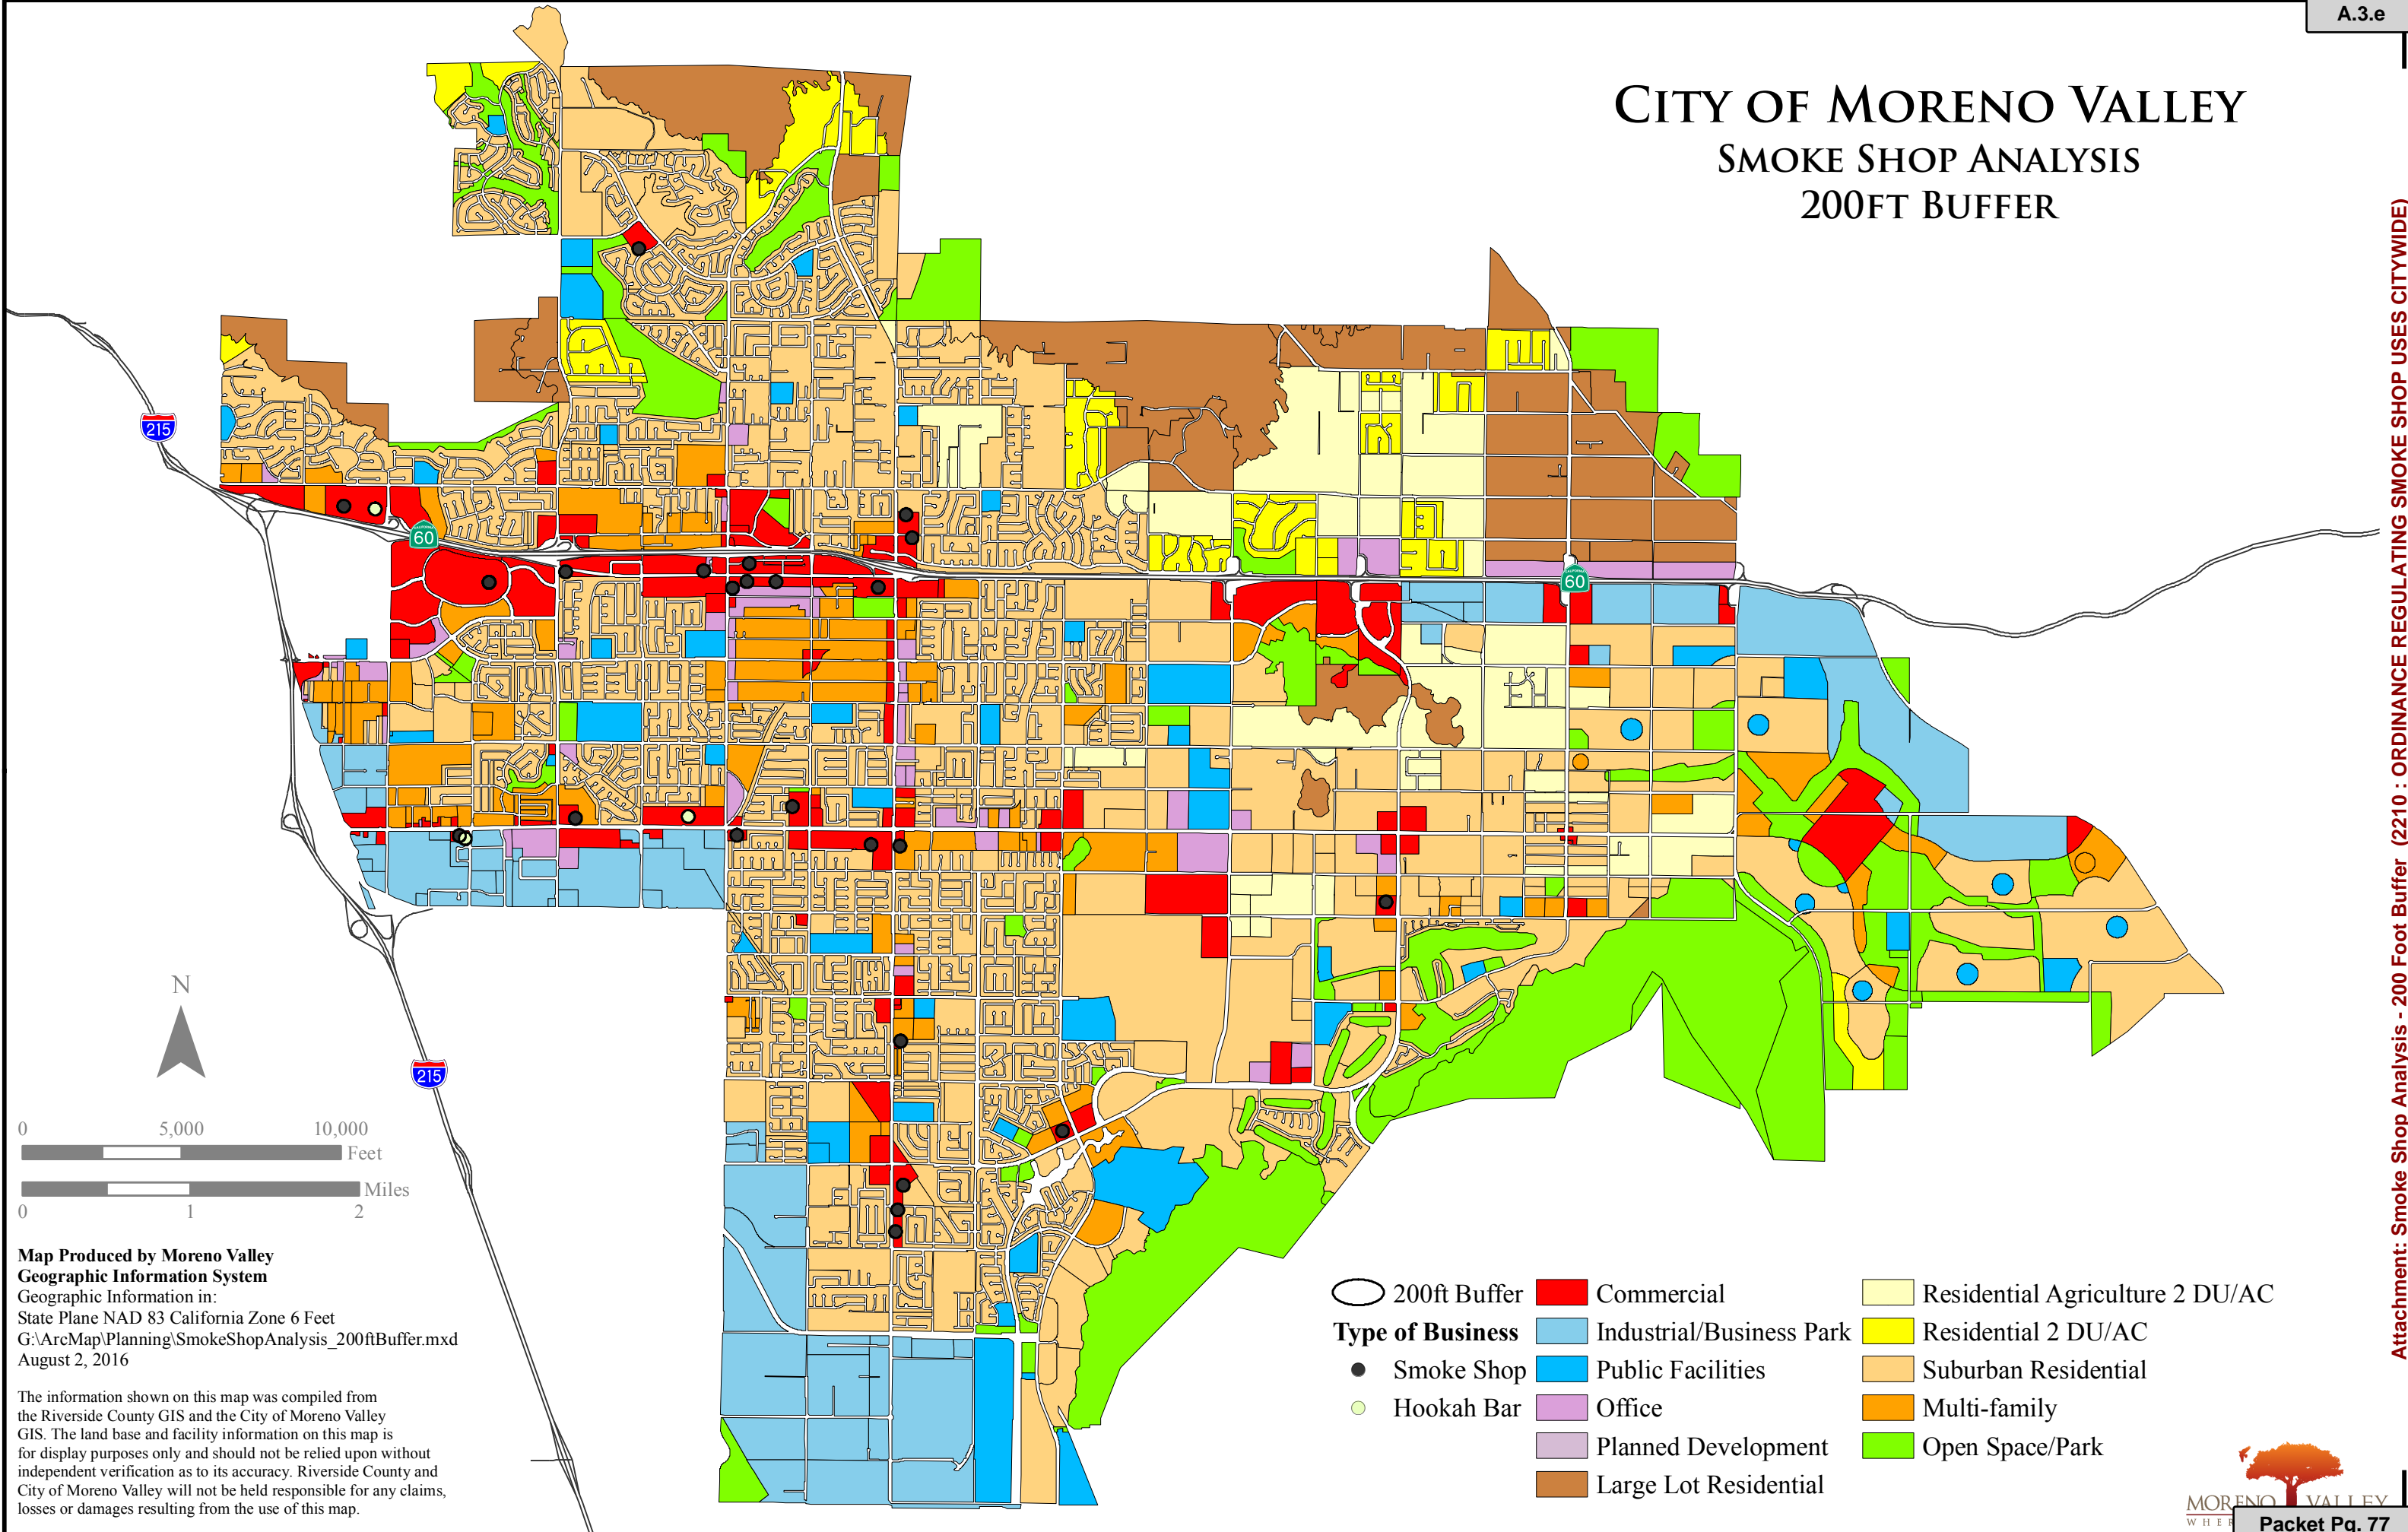 A.3.e
City of Moreno Valley
Smoke Shop Analysis
200ft Buffer
215
60
60
215
N
0 5,000 10,000
Feet
Miles
0 1 2
Map Produced by Moreno Valley
Geographic Information System
Geographic Information in:
State Plane NAD 83 California Zone 6 Feet
G:\ArcMap\Planning\SmokeShopAnalysis_200ftBuffer.mxd
August 2, 2016
The information shown on this map was compiled from
the Riverside County GIS and the City of Moreno Valley
GIS. The land base and facility information on this map is
for display purposes only and should not be relied upon without
independent verification as to its accuracy. Riverside County and
City of Moreno Valley will not be held responsible for any claims,
losses or damages resulting from the use of this map.
200ft Buffer
Type of Business
Smoke Shop
Hookah Bar
Commercial
Industrial/Business Park
Public Facilities
Office
Planned Development
Large Lot Residential
Residential Agriculture 2 DU/AC
Residential 2 DU/AC
Suburban Residential
Multi-family
Open Space/Park
Attachment: Smoke Shop Analysis - 200 Foot Buffer (2210 : ORDINANCE REGULATING SMOKE SHOP USES CITYWIDE)
MORENO VALLEY
Packet Pg. 77